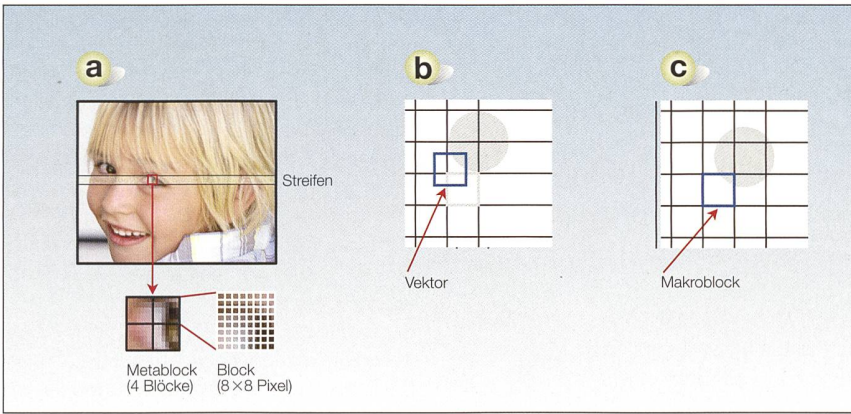 a
Streifen
Metablock
(4 Blöcke)
Block
(8×8 Pixel)
b
Vektor
c
Makroblock